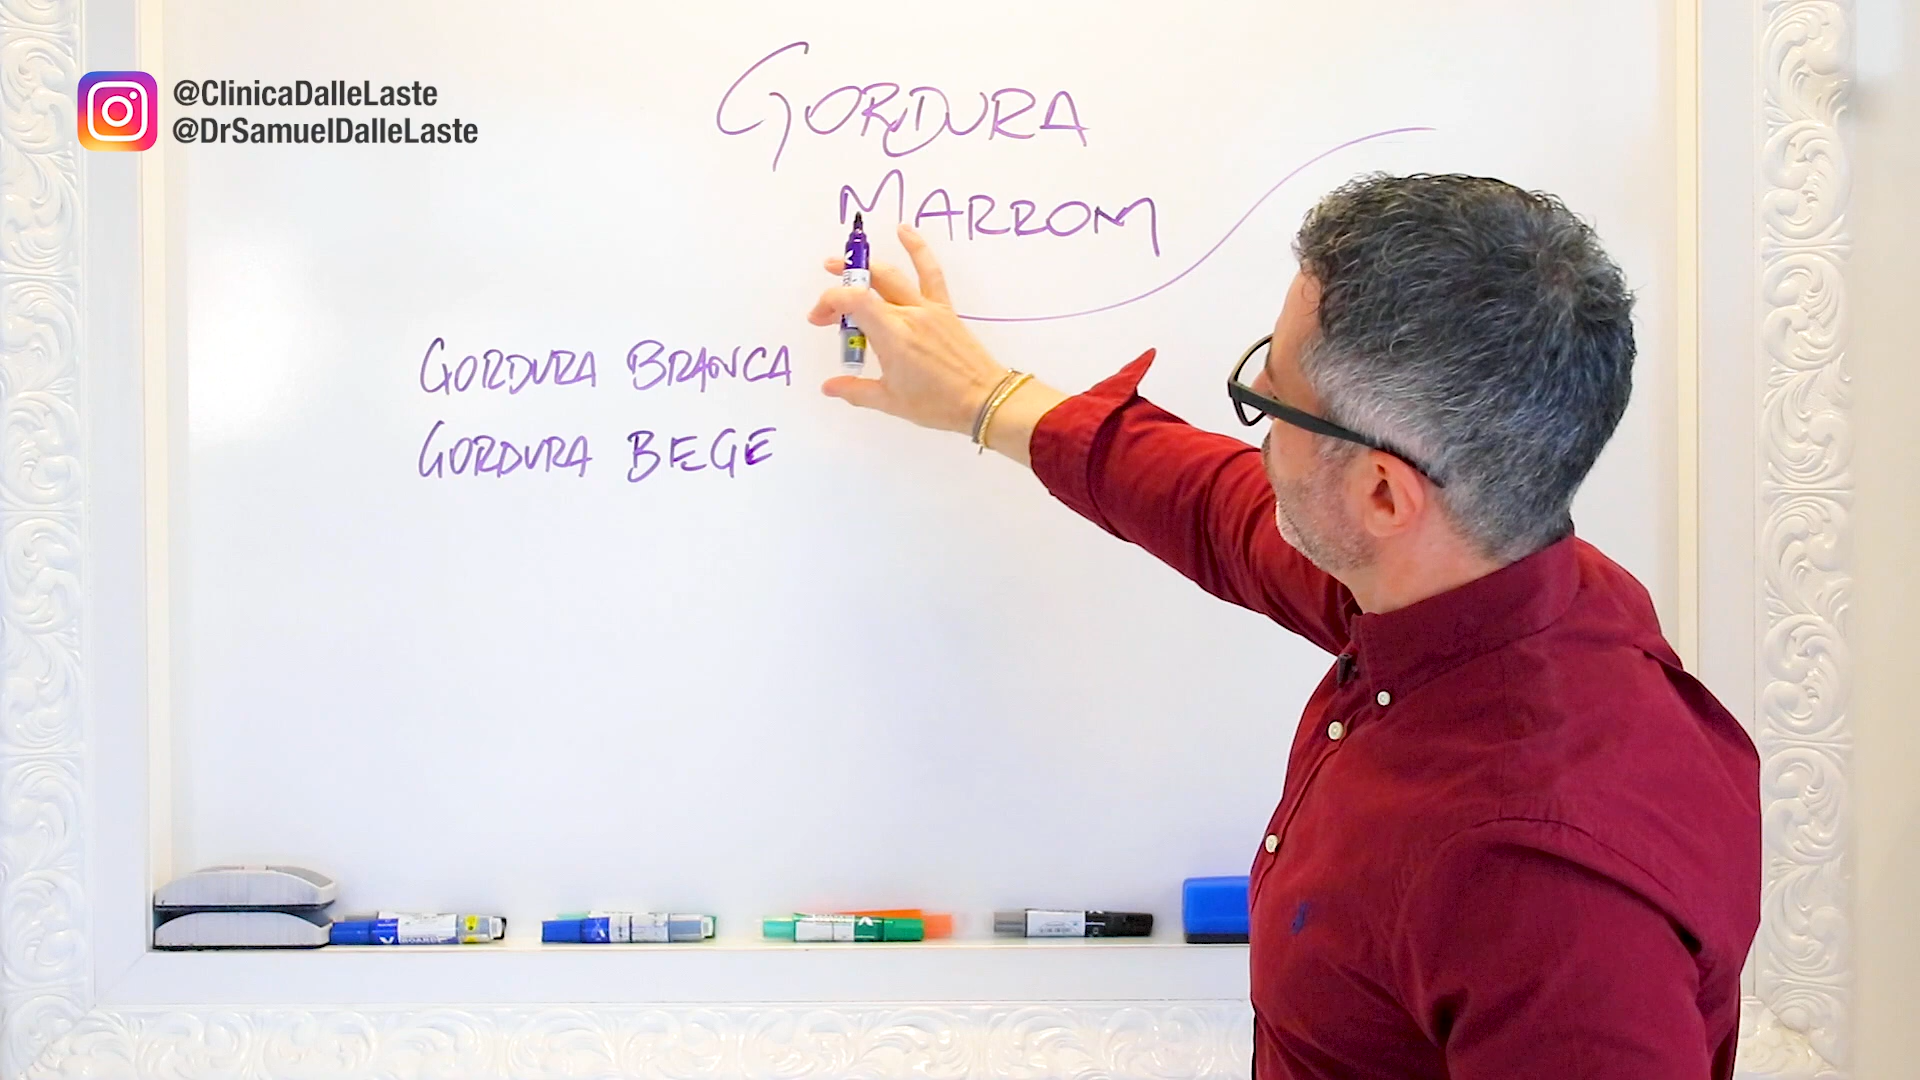 @ClinicaDalleLaste
@DrSamuelDalleLaste
GORDURA
MARROM
GORDURA BRANCA
GORDURA BEGE